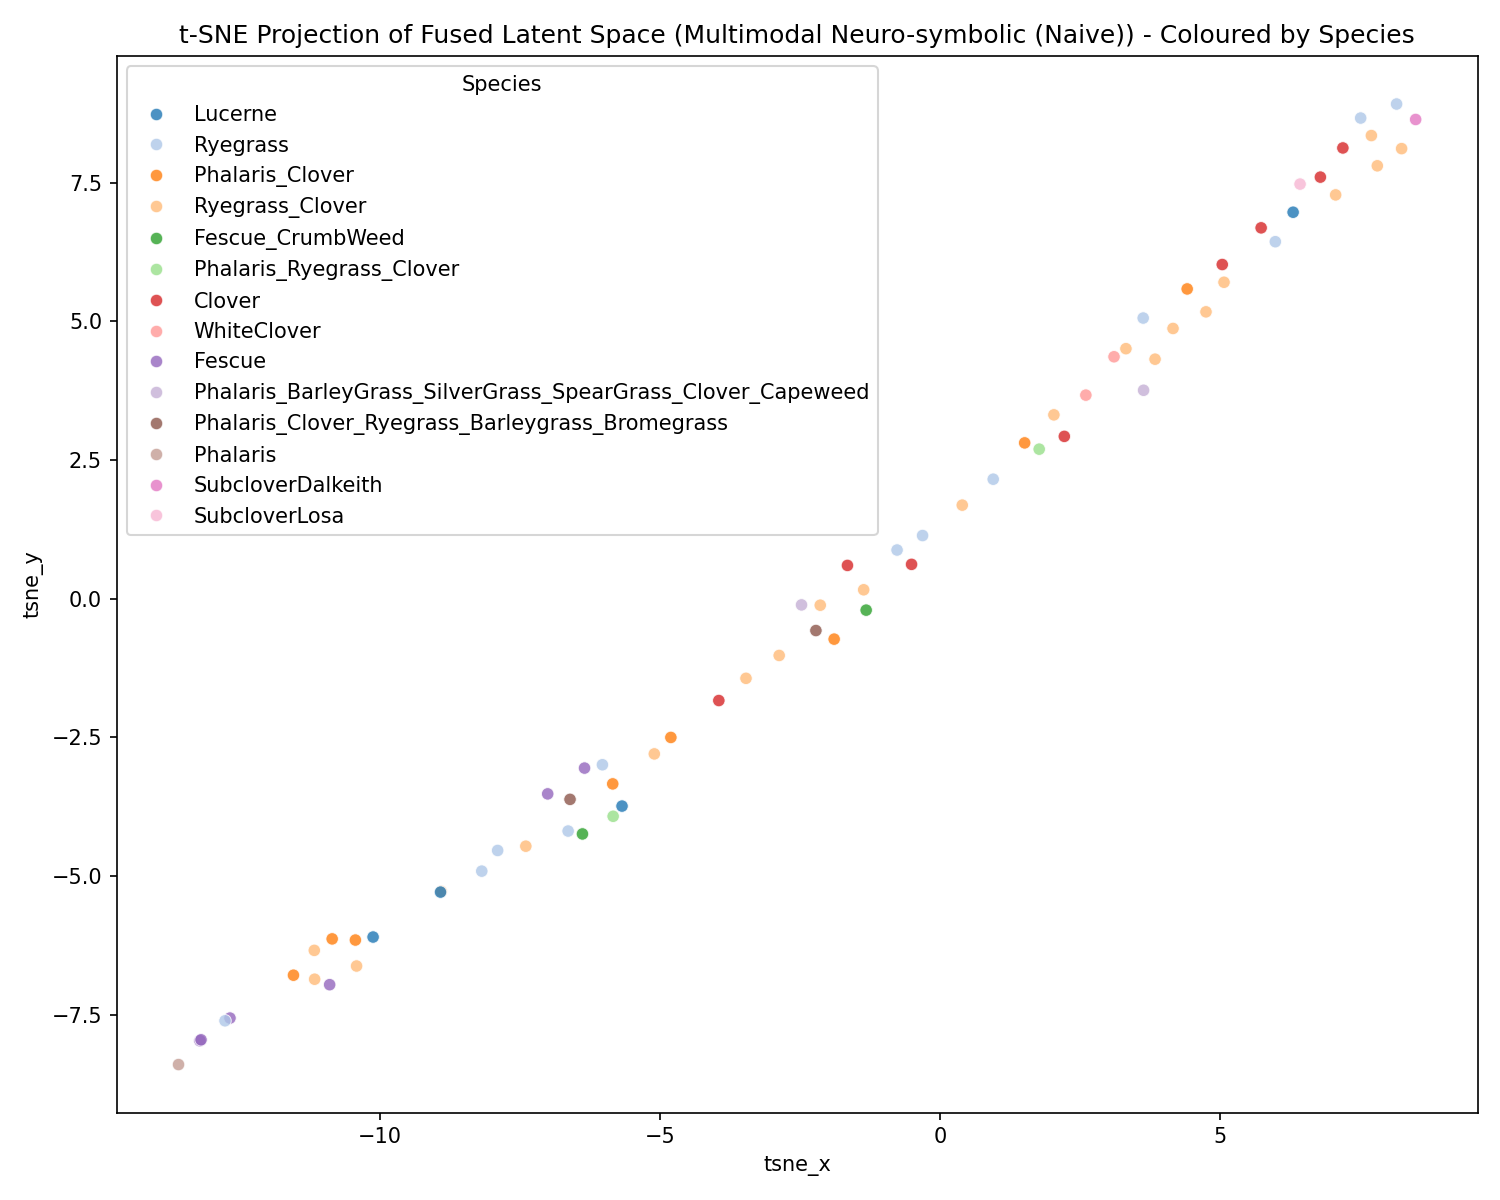 t-SNE Projection of Fused Latent Space (Multimodal Neuro-symbolic (Naive)) - Coloured by Species
Species
Lucerne
Ryegrass
Phalaris_Clover
Ryegrass_Clover
Fescue_CrumbWeed
Phalaris_Ryegrass_Clover
Clover
WhiteClover
Fescue
Phalaris_BarleyGrass_SilverGrass_SpearGrass_Clover_Capeweed
Phalaris_Clover_Ryegrass_Barleygrass_Bromegrass
Phalaris
SubcloverDalkeith
SubcloverLosa
tsne_y
7.5
5.0
2.5
0.0
−2.5
−5.0
−7.5
−10
−5
0
5
tsne_x